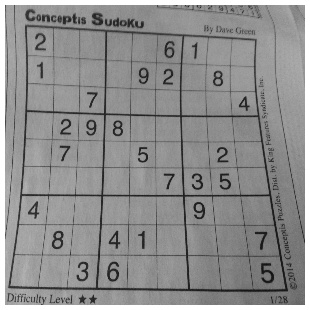 Conceptis SudoKu
By Dave Green
2 6 1
1 9 2 8
7 4
2 9 8
7 5 2
7 3 5
4 9
8 4 1 7
3 6 5
Difficulty Level ★★
1/28
©2014 Conceptis Puzzles, Dist. by King Features Syndicate, Inc.